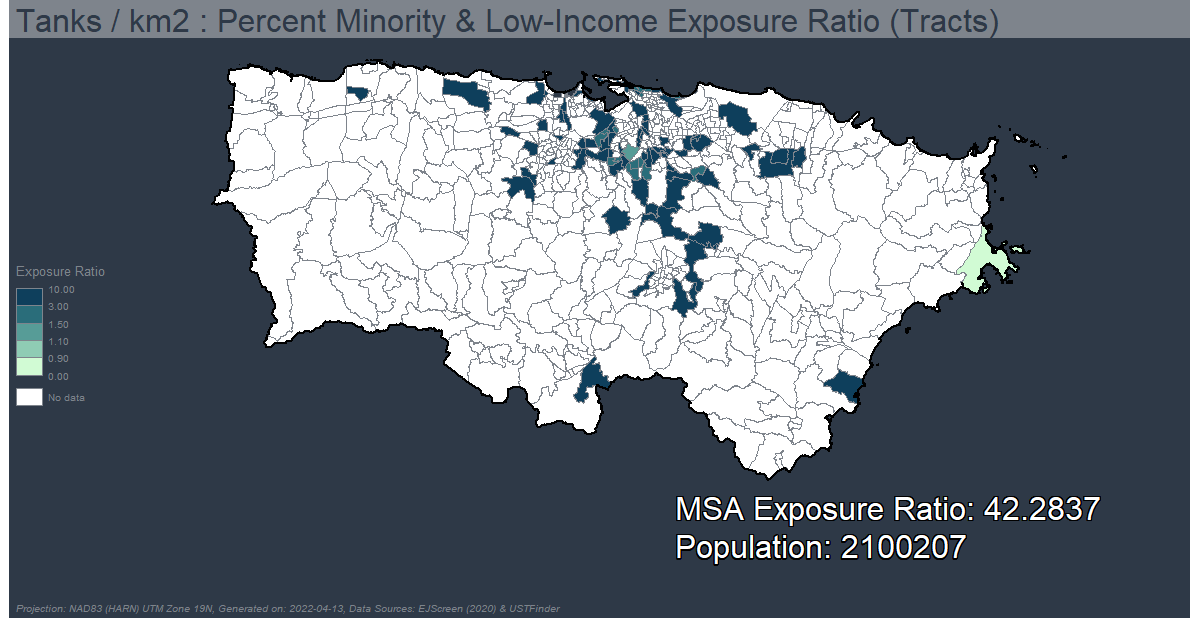 Tanks / km2 : Percent Minority & Low-Income Exposure Ratio (Tracts)
Exposure Ratio
10.00
3.00
1.50
1.10
0.90
0.00
No data
MSA Exposure Ratio: 42.2837
Population: 2100207
Projection: NAD83 (HARN) UTM Zone 19N, Generated on: 2022-04-13, Data Sources: EJScreen (2020) & USTFinder